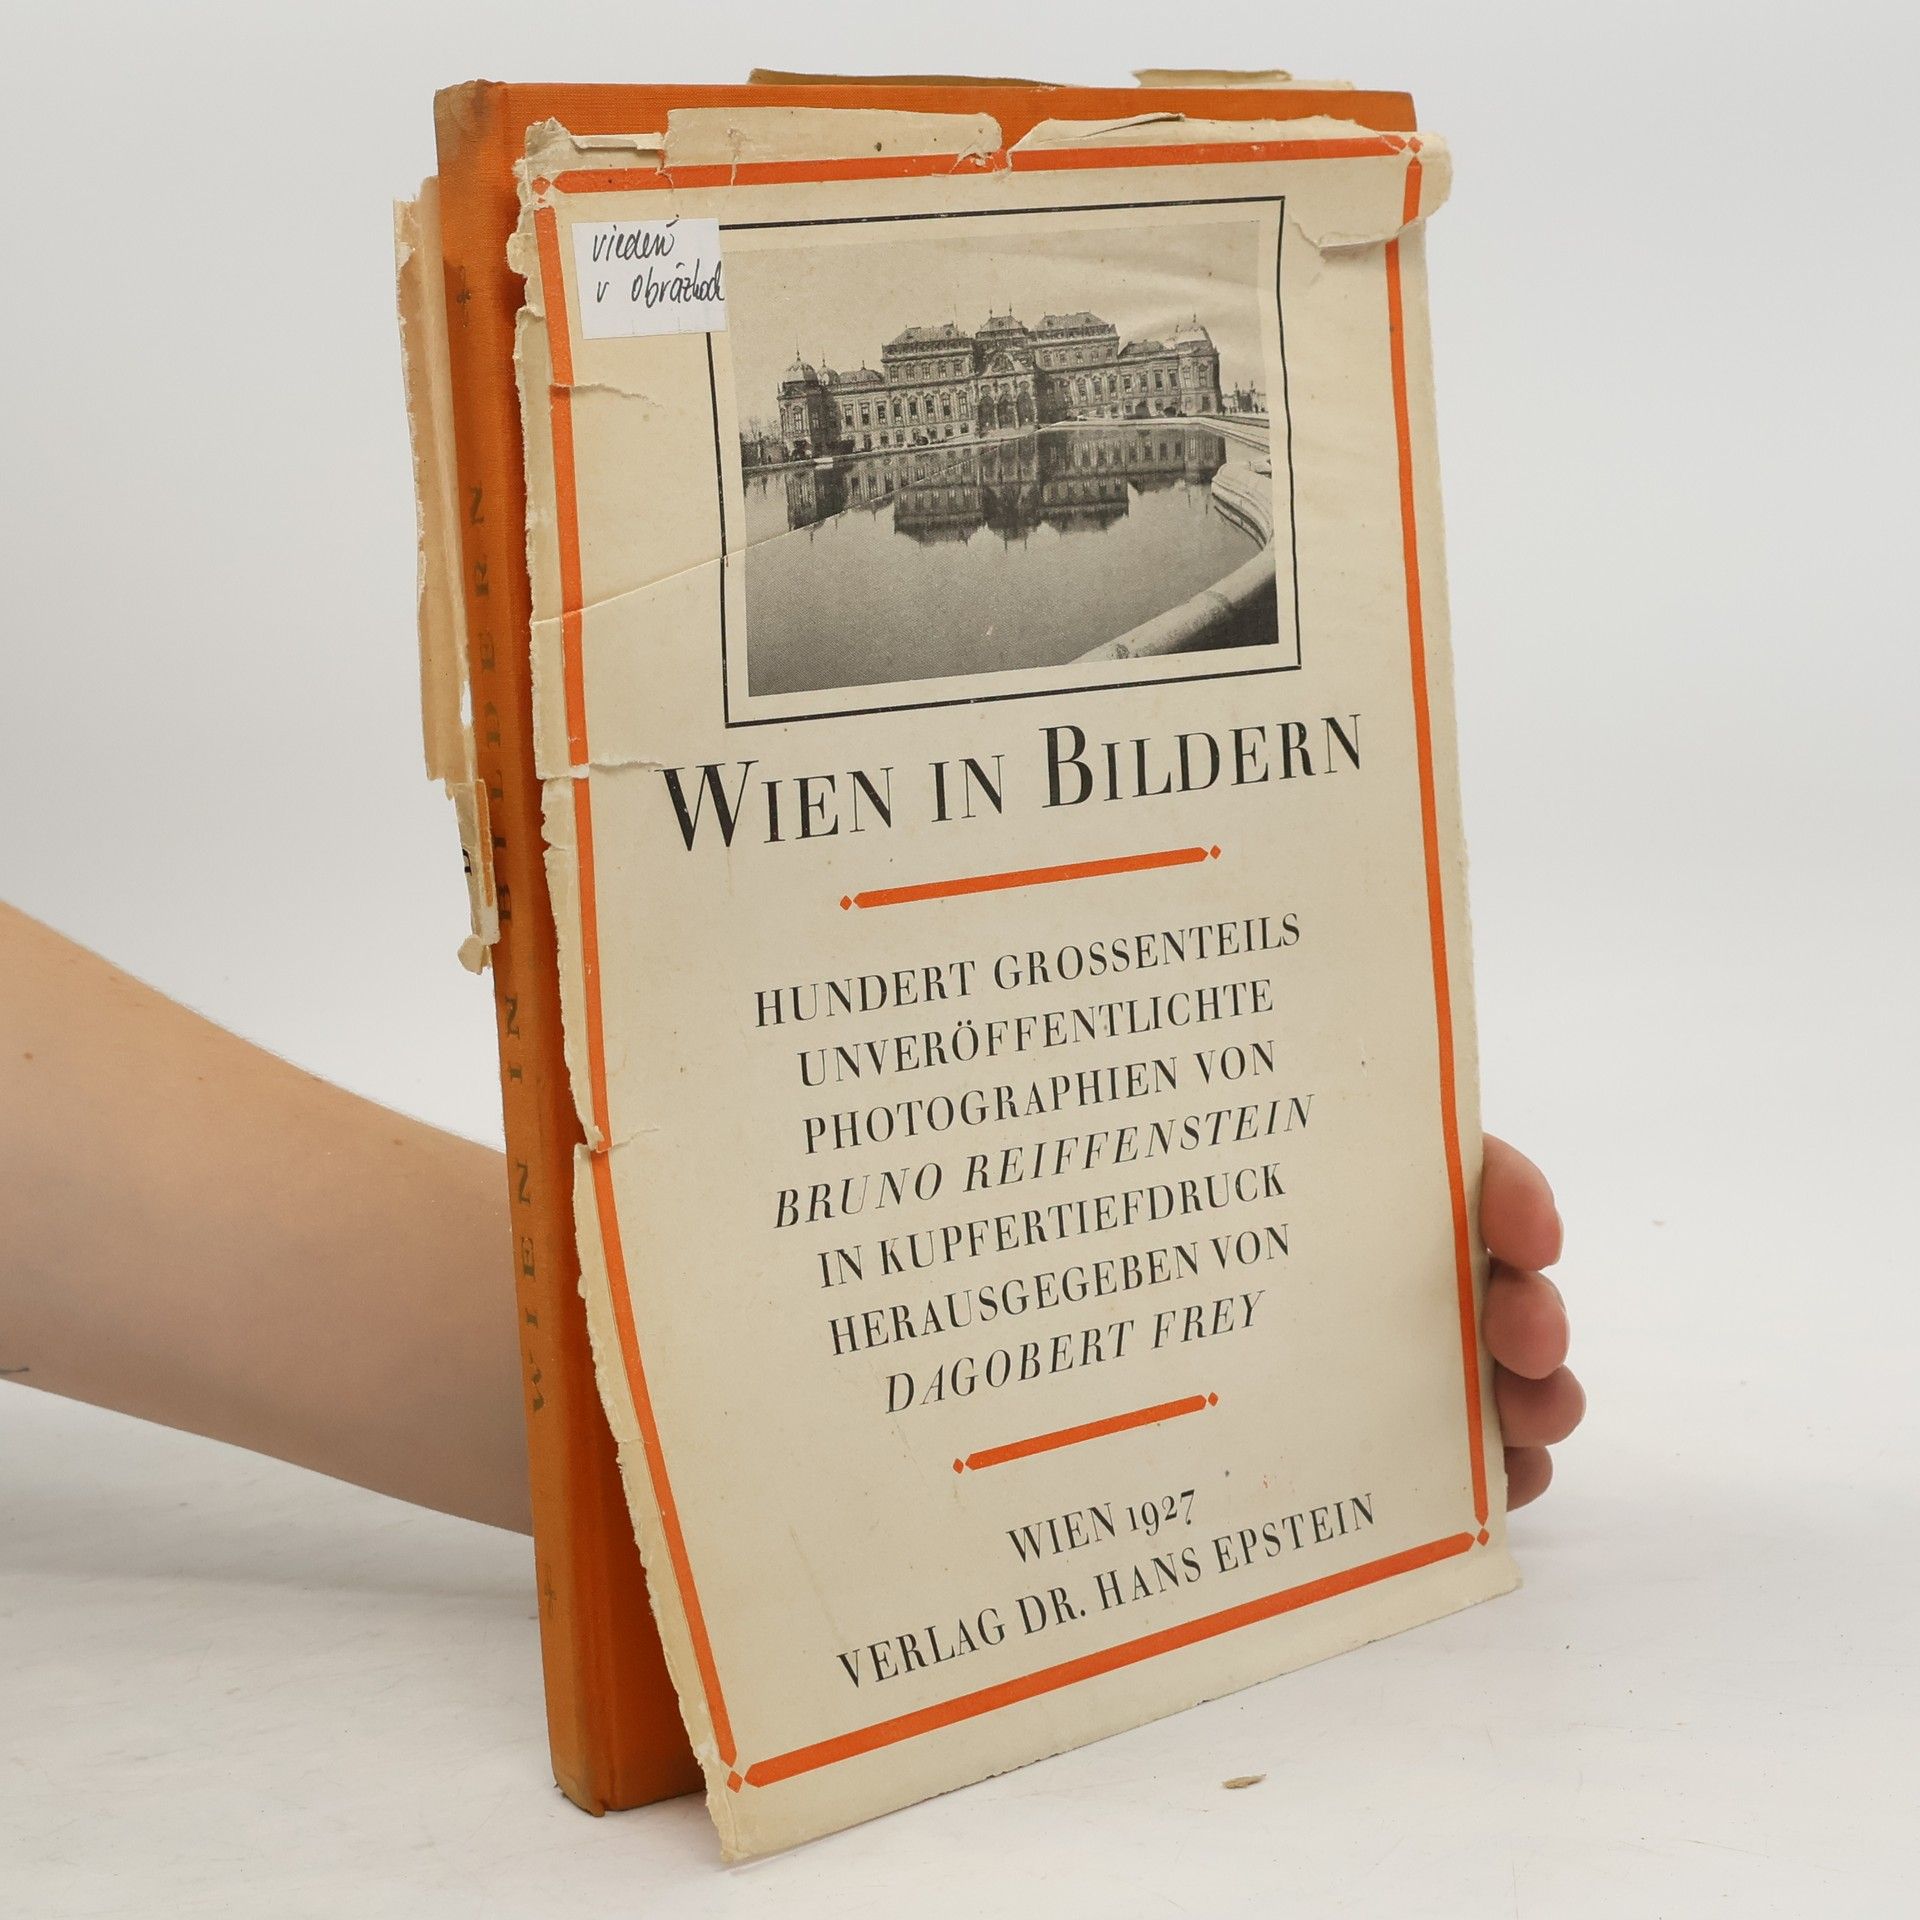 viedeň
v obrázkoch
WIEN IN BILDERN
HUNDERT GROSSENTEILS
UNVERÖFFENTLICHTE
PHOTOGRAPHIEN VON
BRUNO REIFFENSTEIN
IN KUPFERTIEFDRUCK
HERAUSGEGEBEN VON
DAGOBERT FREY
WIEN 1927
VERLAG DR. HANS EPSTEIN
WIEN IN BILDERN